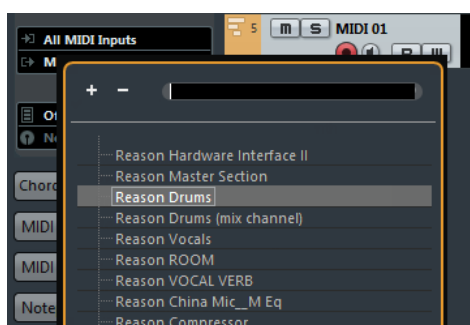 All MIDI Inputs
5 m S MIDI 01
M
R W
+ −
Reason Hardware Interface II
Reason Master Section
Reason Drums
Reason Drums (mix channel)
Reason Vocals
Reason ROOM
Reason VOCAL VERB
Reason China Mic__M Eq
Reason Compressor
Chord
MIDI
MIDI
Note